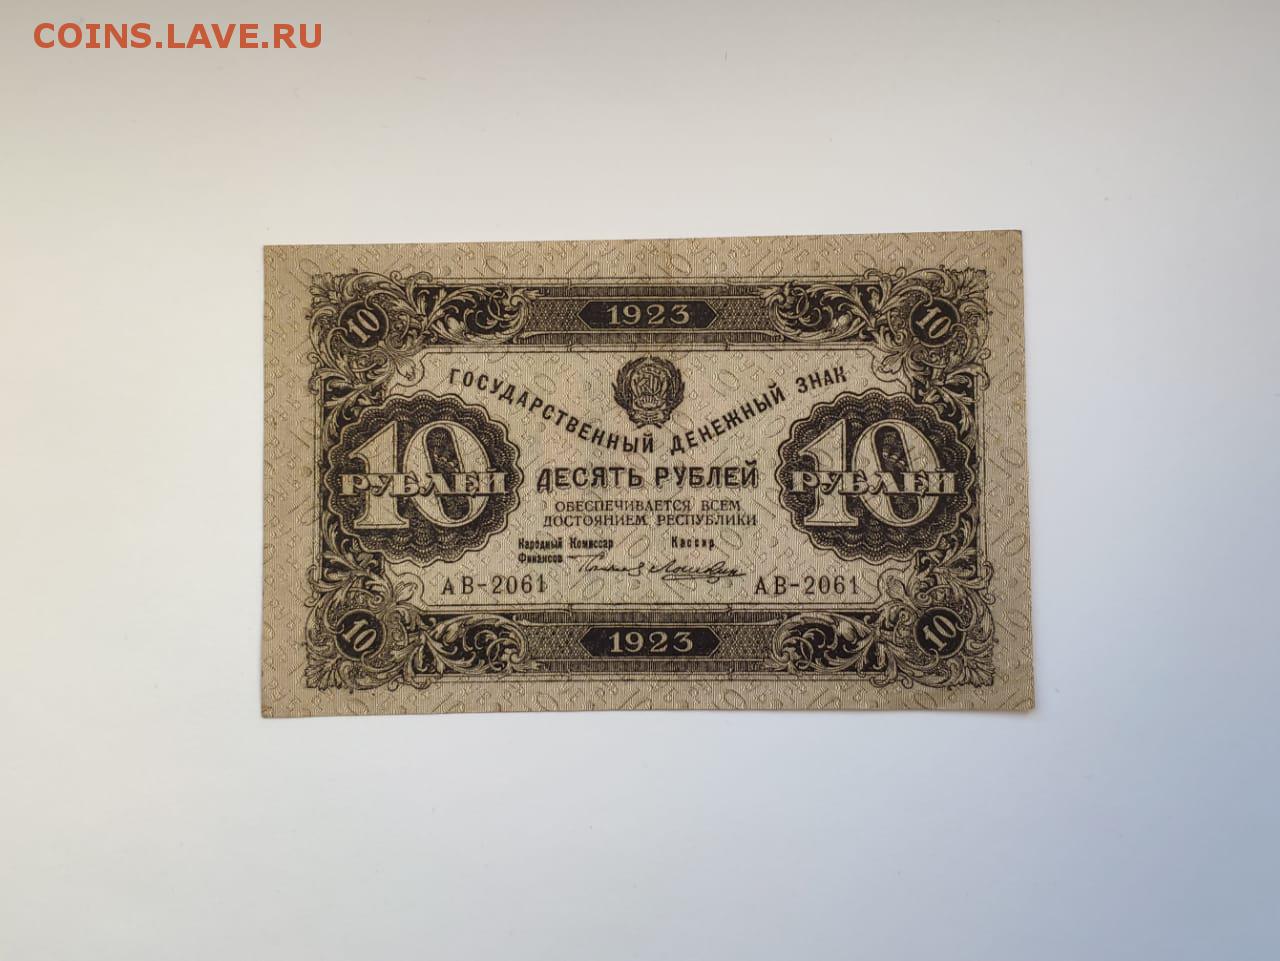 COINS.LAVE.RU
1923
10 10
ГОСУДАРСТВЕННЫЙ ДЕНЕЖНЫЙ ЗНАК
10 РУБЛЕЙ
ДЕСЯТЬ РУБЛЕЙ
10 РУБЛЕЙ
ОБЕСПЕЧИВАЕТСЯ ВСЕМ
ДОСТОЯНИЕМ РЕСПУБЛИКИ
Народный Комиссар
Финансов
Кассир
АВ-2061 АВ-2061
10 10
1923